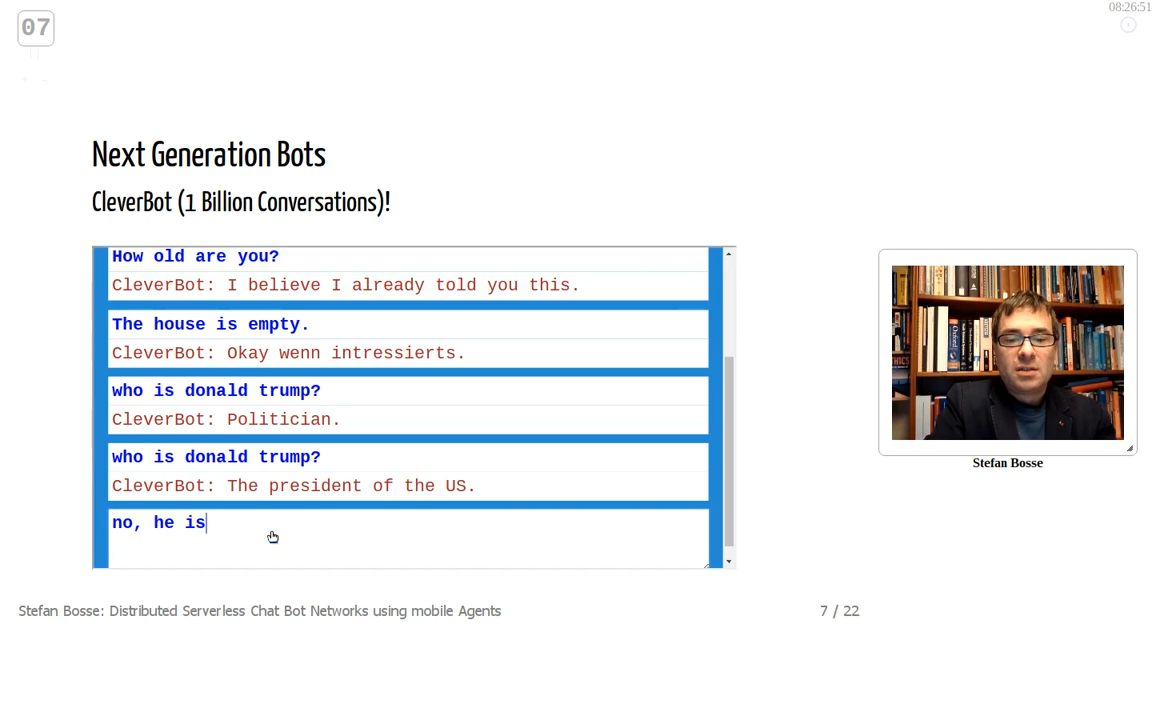 07
08:26:51
+ -
Next Generation Bots
CleverBot (1 Billion Conversations)!
How old are you?
CleverBot: I believe I already told you this.
The house is empty.
CleverBot: Okay wenn intressierts.
who is donald trump?
CleverBot: Politician.
who is donald trump?
CleverBot: The president of the US.
no, he is
Oxford
Stefan Bosse
Stefan Bosse: Distributed Serverless Chat Bot Networks using mobile Agents
7 / 22